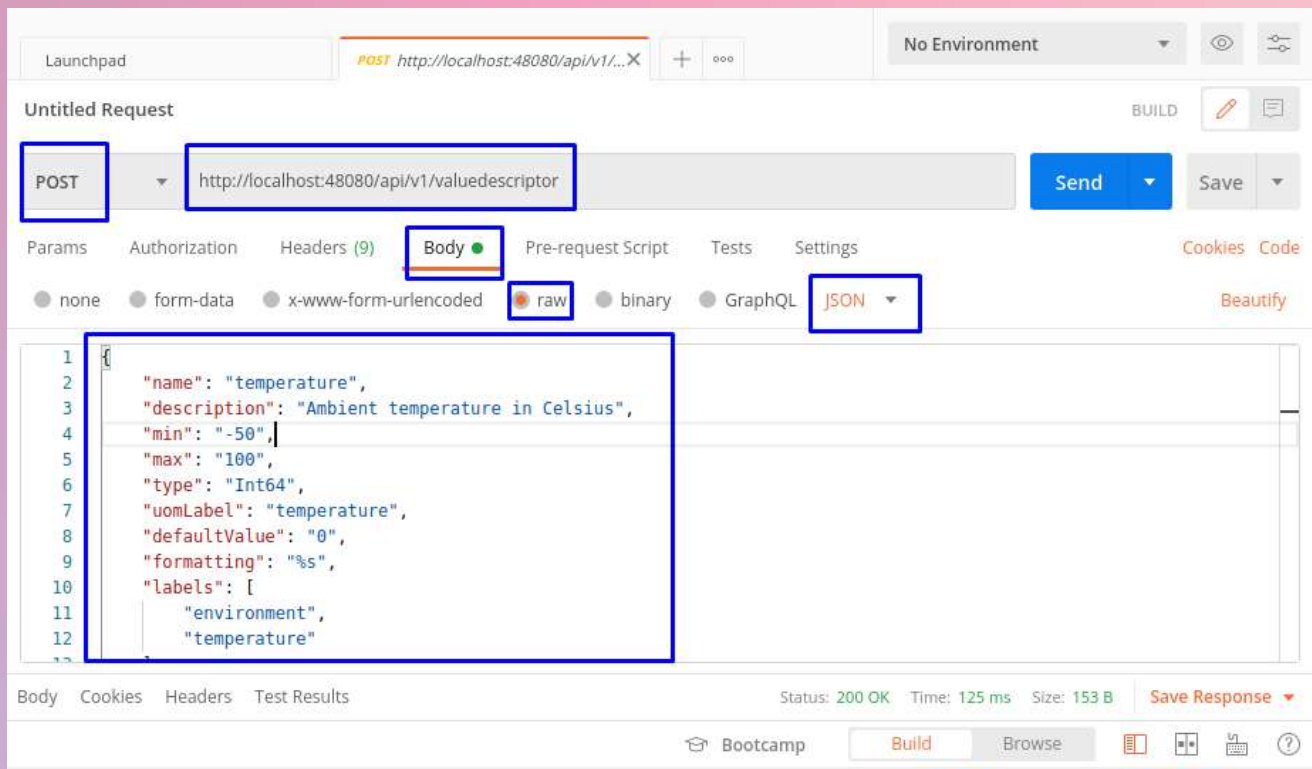 Launchpad
POST http://localhost:48080/api/v1/...
No Environment
Untitled Request
BUILD
POST http://localhost:48080/api/v1/valuedescriptor Send Save
Params Authorization Headers (9) Body Pre-request Script Tests Settings Cookies Code
none form-data x-www-form-urlencoded raw binary GraphQL JSON Beautify
1 {
2 "name": "temperature",
3 "description": "Ambient temperature in Celsius",
4 "min": "-50",
5 "max": "100",
6 "type": "Int64",
7 "uomLabel": "temperature",
8 "defaultValue": "0",
9 "formatting": "%s",
10 "labels": [
11 "environment",
12 "temperature"
Body Cookies Headers Test Results Status: 200 OK Time: 125 ms Size: 153 B Save Response
Bootcamp Build Browse